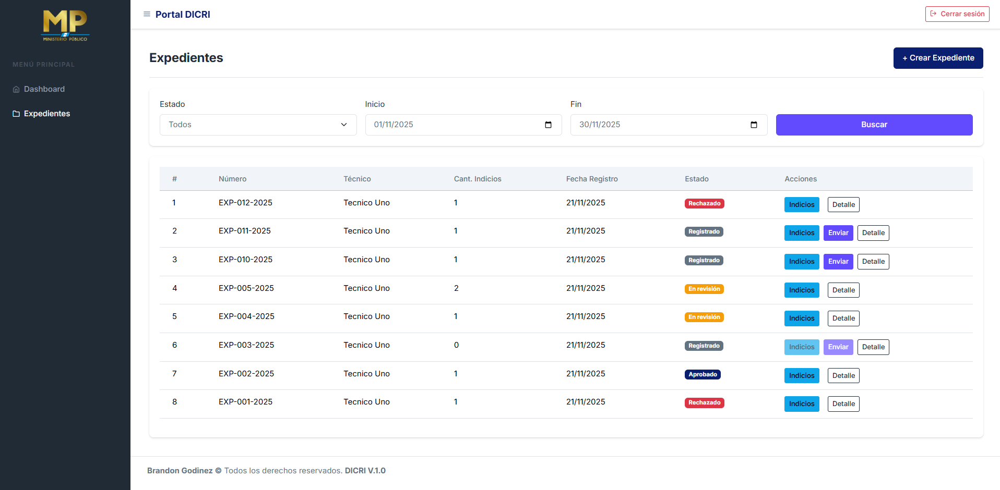 MP
MINISTERIO PÚBLICO
Portal DICRI
Cerrar sesión
MENÚ PRINCIPAL
Dashboard
Expedientes
Expedientes
+ Crear Expediente
Estado Inicio Fin
Todos 01/11/2025 30/11/2025 Buscar
# Número Técnico Cant. Indicios Fecha Registro Estado Acciones
1 EXP-012-2025 Tecnico Uno 1 21/11/2025 Rechazado Indicios Detalle
2 EXP-011-2025 Tecnico Uno 1 21/11/2025 Registrado Indicios Enviar Detalle
3 EXP-010-2025 Tecnico Uno 1 21/11/2025 Registrado Indicios Enviar Detalle
4 EXP-005-2025 Tecnico Uno 2 21/11/2025 En revisión Indicios Detalle
5 EXP-004-2025 Tecnico Uno 1 21/11/2025 En revisión Indicios Detalle
6 EXP-003-2025 Tecnico Uno 0 21/11/2025 Registrado Indicios Enviar Detalle
7 EXP-002-2025 Tecnico Uno 1 21/11/2025 Aprobado Indicios Detalle
8 EXP-001-2025 Tecnico Uno 1 21/11/2025 Rechazado Indicios Detalle
Brandon Godinez © Todos los derechos reservados. DICRI V.1.0